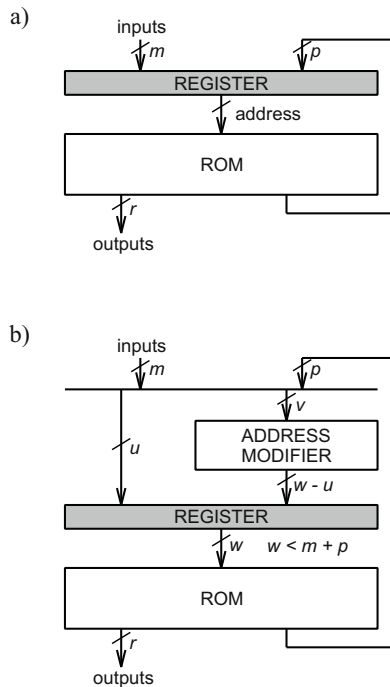 a)
inputs
m
p
REGISTER
address
ROM
r
outputs
b)
inputs
m
p
v
u
ADDRESS
MODIFIER
w - u
REGISTER
w
w < m + p
ROM
r
outputs